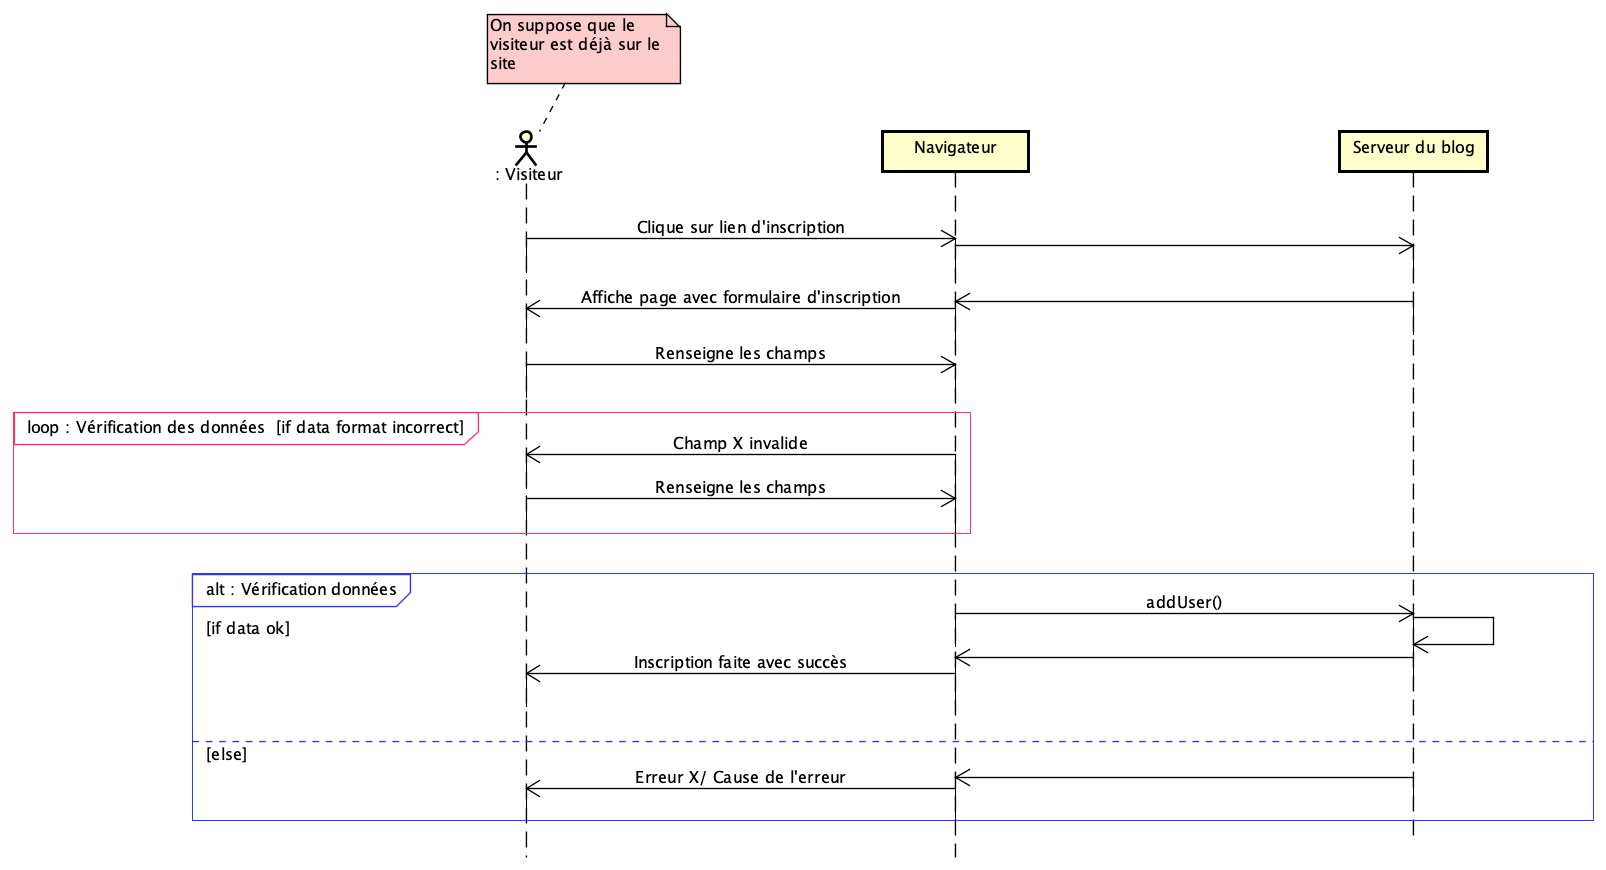 On suppose que le
visiteur est déjà sur le
site
: Visiteur
Navigateur
Serveur du blog
Clique sur lien d'inscription
Affiche page avec formulaire d'inscription
Renseigne les champs
loop : Vérification des données [if data format incorrect]
Champ X invalide
Renseigne les champs
alt : Vérification données
addUser()
[if data ok]
Inscription faite avec succès
[else]
Erreur X/ Cause de l'erreur